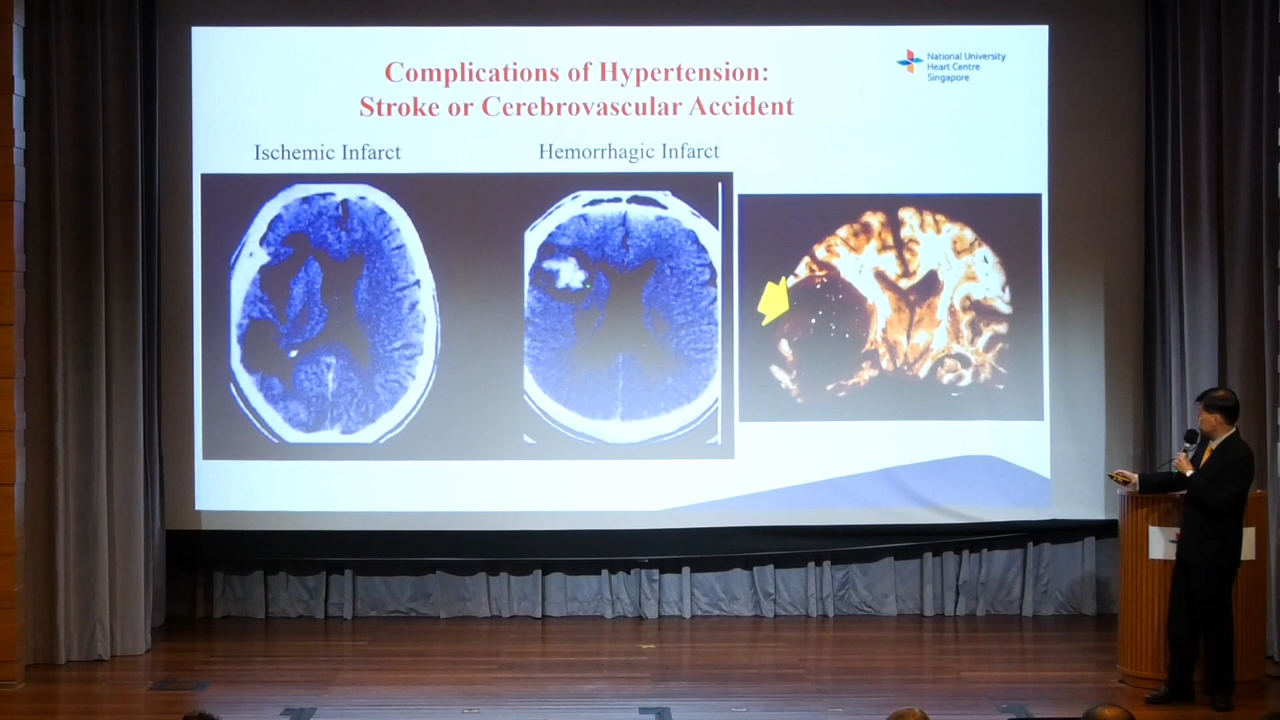 Complications of Hypertension:
Stroke or Cerebrovascular Accident
National University
Heart Centre
Singapore
Ischemic Infarct
Hemorrhagic Infarct